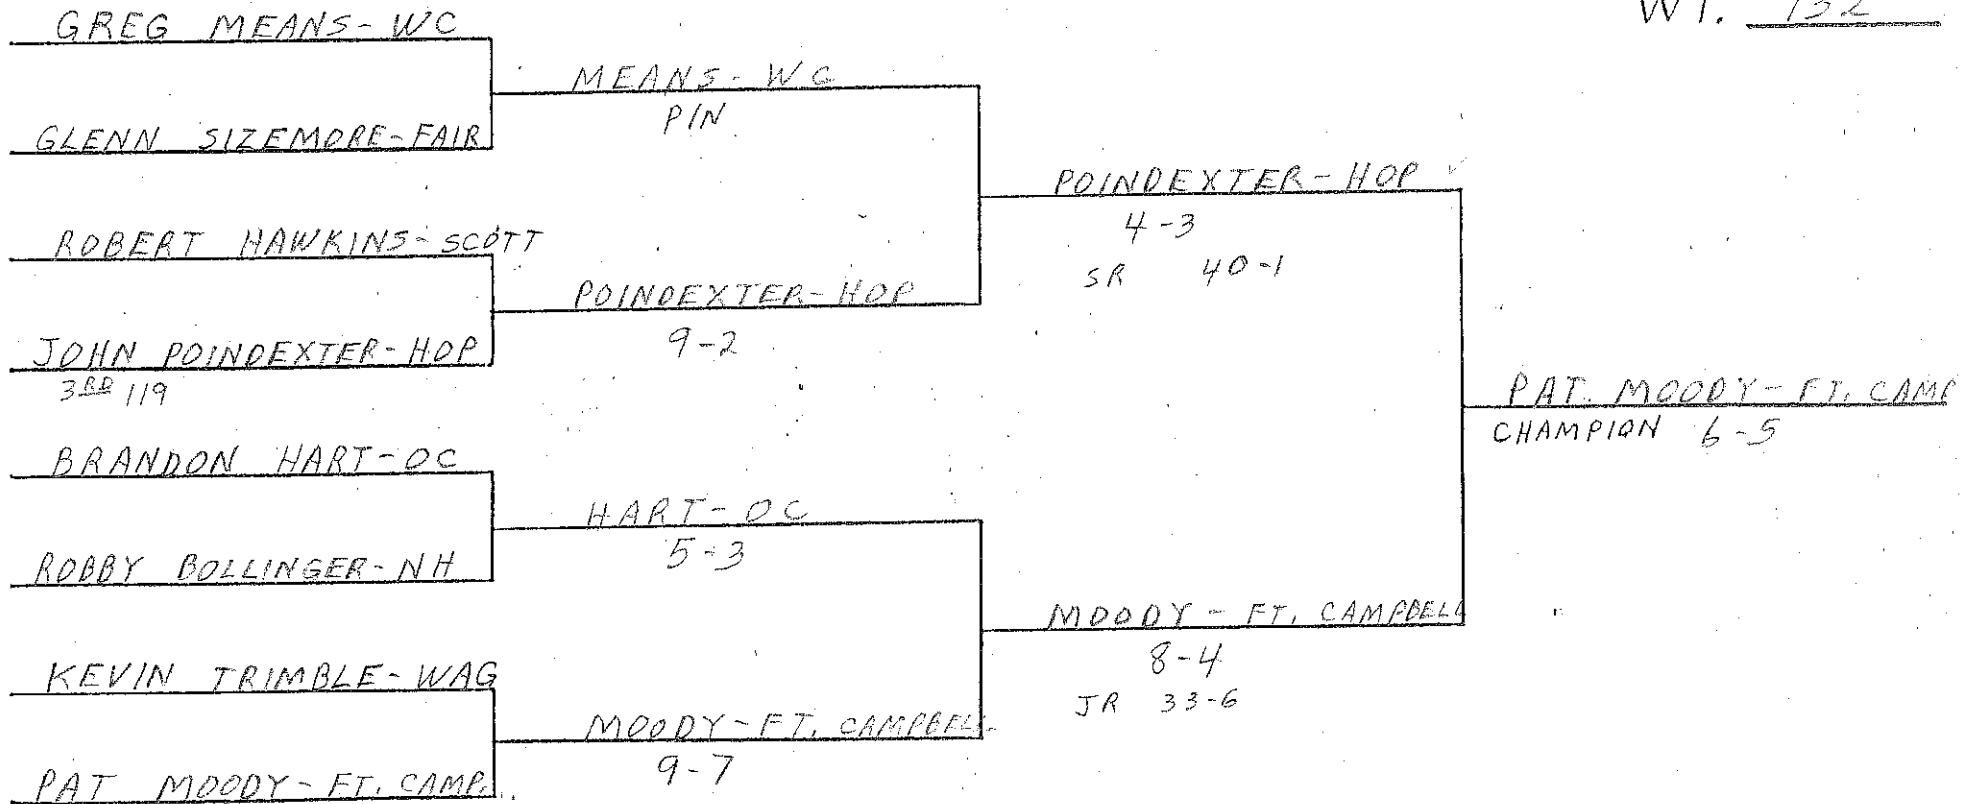 WT. 132
GREG MEANS-WC
GLENN SIZEMORE-FAIR
ROBERT HAWKINS-SCOTT
JOHN POINDEXTER-HOP
3RD 119
BRANDON HART-OC
ROBBY BOLLINGER-NH
KEVIN TRIMBLE-WAG
PAT MOODY-FT. CAMP.
MEANS-WC
PIN
POINDEXTER-HOP
9-2
HART-OC
5-3
MOODY-FT. CAMPBELL
9-7
POINDEXTER-HOP
4-3
SR 40-1
MOODY-FT. CAMPBELL
8-4
JR 33-6
PAT. MOODY-FT. CAMP
CHAMPION 6-5